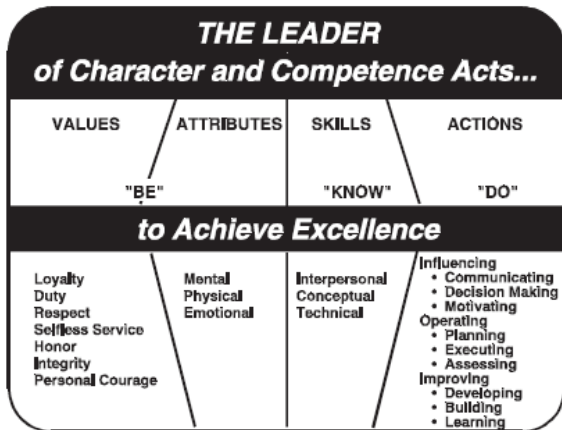 THE LEADER
of Character and Competence Acts...
VALUES ATTRIBUTES SKILLS ACTIONS
"BE" "KNOW" "DO"
to Achieve Excellence
Loyalty
Duty
Respect
Selfless Service
Honor
Integrity
Personal Courage
Mental
Physical
Emotional
Interpersonal
Conceptual
Technical
Influencing
• Communicating
• Decision Making
• Motivating
Operating
• Planning
• Executing
• Assessing
Improving
• Developing
• Building
• Learning